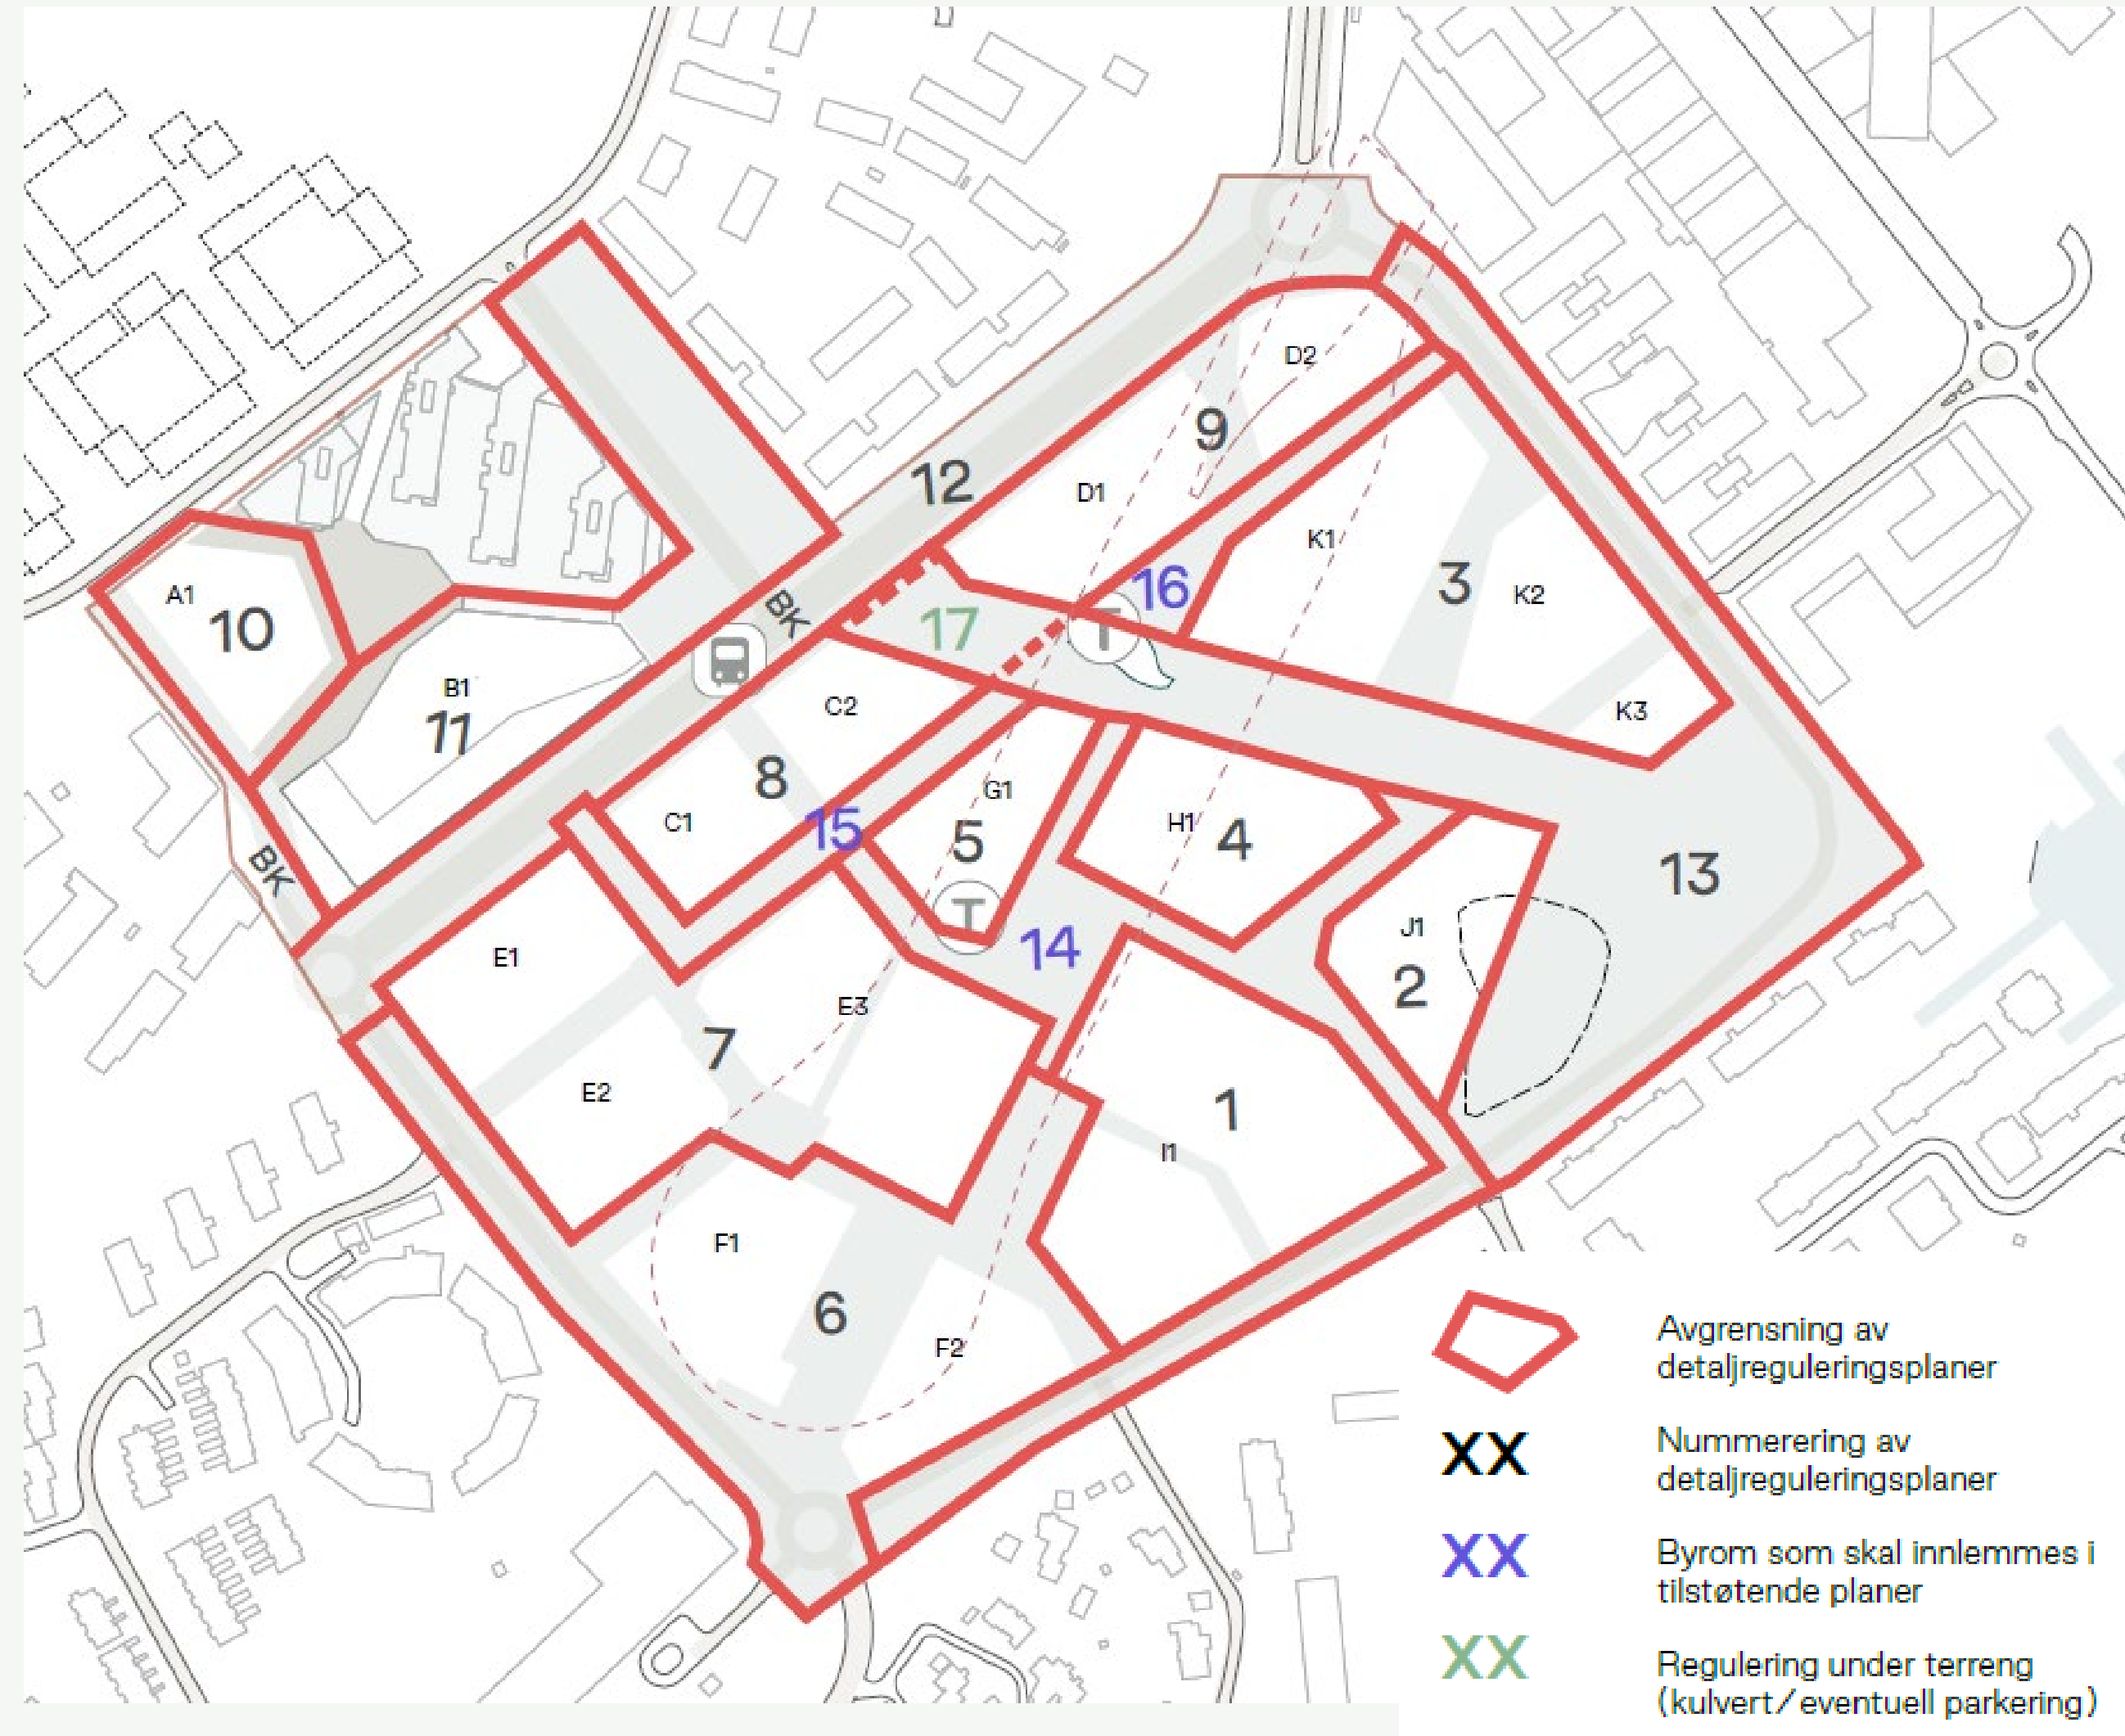 D2
9
12
D1
K1
16
3
K2
A1
10
BK
17
T
B1
11
C2
K3
8
G1
C1
15
5
H1
4
13
BK
T
J1
E1
14
2
E3
7
E2
1
I1
F1
6
F2
Avgrensning av
detaljreguleringsplaner
XX
Nummerering av
detaljreguleringsplaner
XX
Byrom som skal innlemmes i
tilstøtende planer
XX
Regulering under terreng
(kulvert/eventuell parkering)